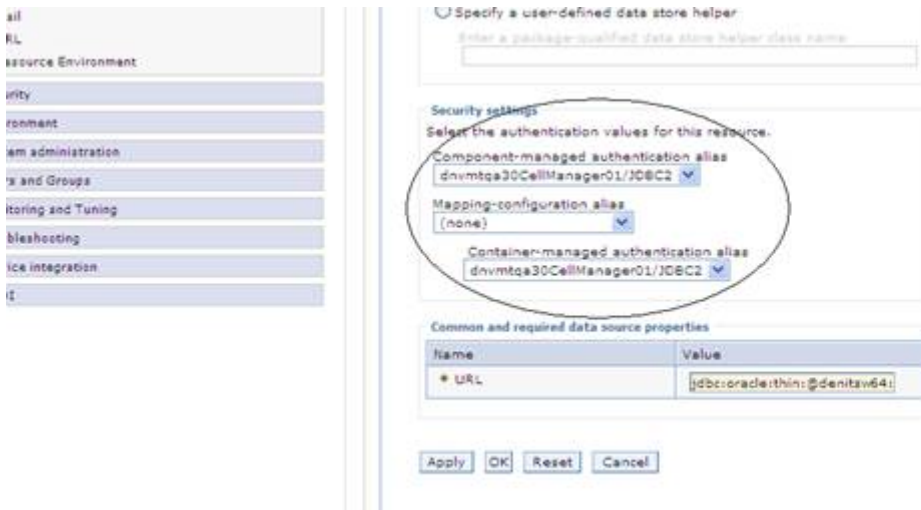 ail
RL
esource Environment
urity
ronment
em administration
rs and Groups
itoring and Tuning
bleshooting
ice integration
I
Specify a user-defined data store helper
Enter a package-qualified data store helper class name
Security settings
Select the authentication values for this resource.
Component-managed authentication alias
dnvmtqa30CellManager01/JDBC2
Mapping-configuration alias
(none)
Container-managed authentication alias
dnvmtqa30CellManager01/JDBC2
Common and required data source properties
Name Value
* URL jdbc:oracle:thin:@denitsw64:
Apply OK Reset Cancel